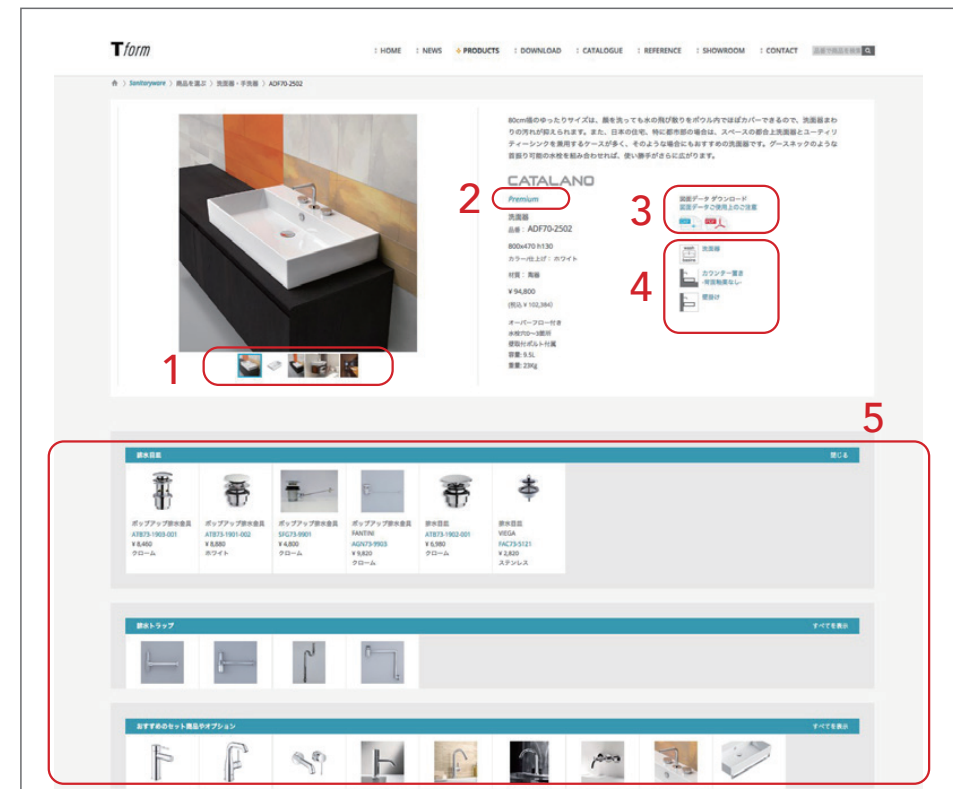 Tform
: HOME : NEWS PRODUCTS : DOWNLOAD : CATALOGUE : REFERENCE : SHOWROOM : CONTACT 品番で商品を検索
Sanitaryware 〉 商品を選ぶ 〉 洗面器・手洗器 〉 ADF70-2502
80cm幅のゆったりサイズは、顔を洗っても水の飛び散りをボウル内でほぼカバーできるので、洗面器まわ
りの汚れが抑えられます。また、日本の住宅、特に都市部の場合は、スペースの都合上洗面器とユーティリ
ティーシンクを兼用するケースが多く、そのような場合にもおすすめの洗面器です。グースネックのような
首振り可能の水栓を組み合わせれば、使い勝手がさらに広がります。
CATALANO
2
Premium
洗面器
品番： ADF70-2502
800x470 h130
カラー/仕上げ： ホワイト
材質： 陶器
¥ 94,800
(税込 ¥ 102,384)
オーバーフロー付き
水栓穴0〜3箇所
壁取付ボルト付属
容量: 9.5L
重量: 23Kg
3
図面データ ダウンロード
図面データご使用上のご注意
4
洗面器
カウンター置き
-背面釉薬なし-
壁掛け
1
5
排水目皿 閉じる
ポップアップ排水金具
ATB73-1903-001
¥ 8,460
クローム
ポップアップ排水金具
ATB73-1901-002
¥ 8,880
ホワイト
ポップアップ排水金具
SFG73-9901
¥ 4,800
クローム
ポップアップ排水金具
FANTINI
AGN73-9903
¥ 9,820
クローム
排水目皿
ATB73-1902-001
¥ 6,980
クローム
排水目皿
VIEGA
FAC73-5121
¥ 2,820
ステンレス
排水トラップ すべてを表示
おすすめのセット商品やオプション すべてを表示